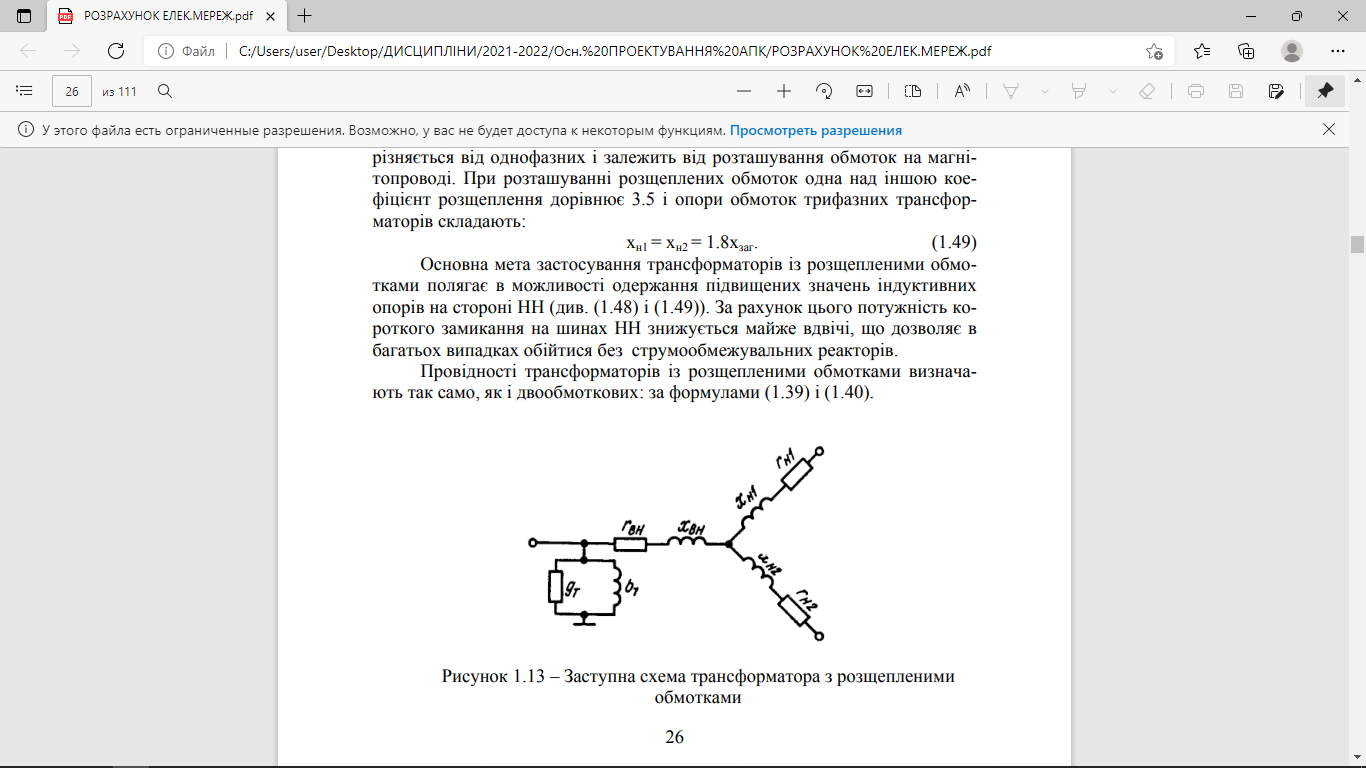 РОЗРАХУНОК ЕЛЕК.МЕРЕЖ.pdf
Файл
C:/Users/user/Desktop/ДИСЦИПЛІНИ/2021-2022/Осн.%20ПРОЕКТУВАННЯ%20АПК/РОЗРАХУНОК%20ЕЛЕК.МЕРЕЖ.pdf
26 из 111
У этого файла есть ограниченные разрешения. Возможно, у вас не будет доступа к некоторым функциям. Просмотреть разрешения
різняється від однофазних і залежить від розташування обмоток на магні-
топроводі. При розташуванні розщеплених обмоток одна над іншою кое-
фіцієнт розщеплення дорівнює 3.5 і опори обмоток трифазних трансфор-
маторів складають:
xн1 = xн2 = 1.8xзаг. (1.49)
Основна мета застосування трансформаторів із розщепленими обмо-
тками полягає в можливості одержання підвищених значень індуктивних
опорів на стороні НН (див. (1.48) і (1.49)). За рахунок цього потужність ко-
роткого замикання на шинах НН знижується майже вдвічі, що дозволяє в
багатьох випадках обійтися без струмообмежувальних реакторів.
Провідності трансформаторів із розщепленими обмотками визнача-
ють так само, як і двообмоткових: за формулами (1.39) і (1.40).
rн1
xн1
rвн
xвн
xн2
rн2
gт
bт
Рисунок 1.13 – Заступна схема трансформатора з розщепленими
обмотками
26